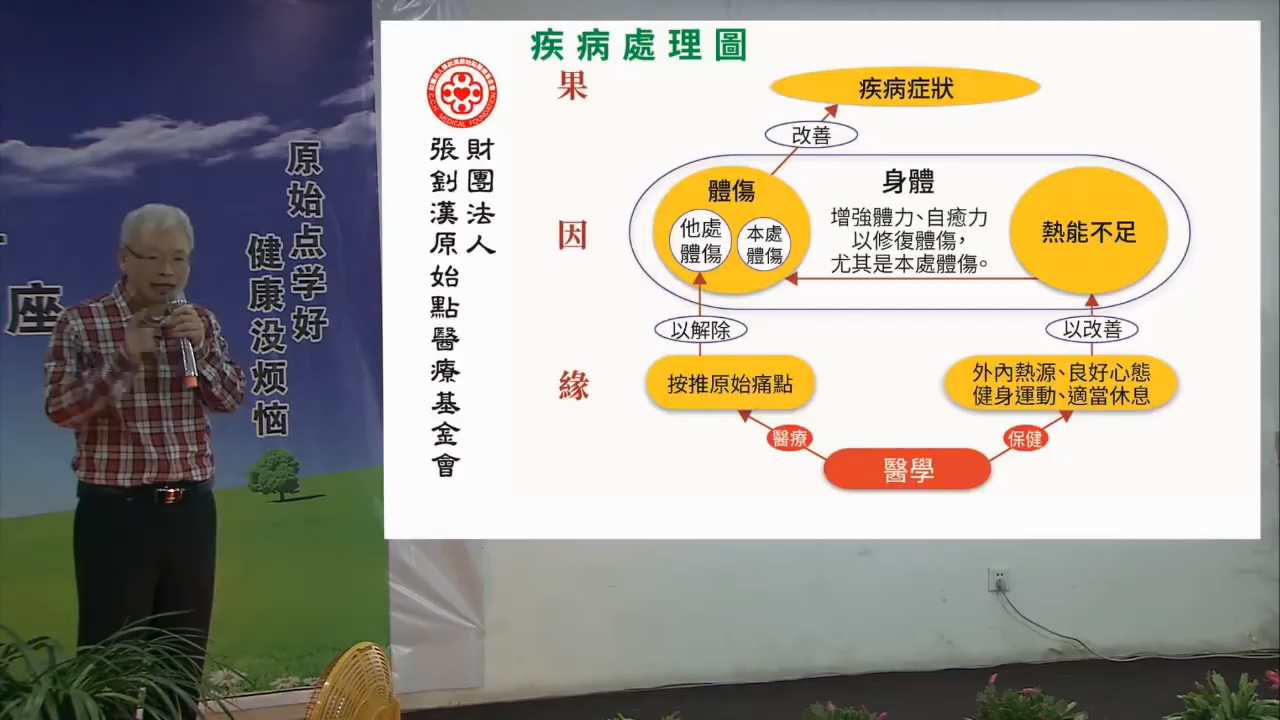 座
原始点学好
健康没烦恼
疾病處理圖
C.C.H. MEDICAL FOUNDATION
財團法人
張釗漢原始點醫療基金會
果
因
緣
疾病症狀
改善
體傷
他處
體傷
本處
體傷
身體
增強體力、自癒力
以修復體傷，
尤其是本處體傷。
熱能不足
以解除
以改善
按推原始痛點
外內熱源、良好心態
健身運動、適當休息
醫療
保健
醫學